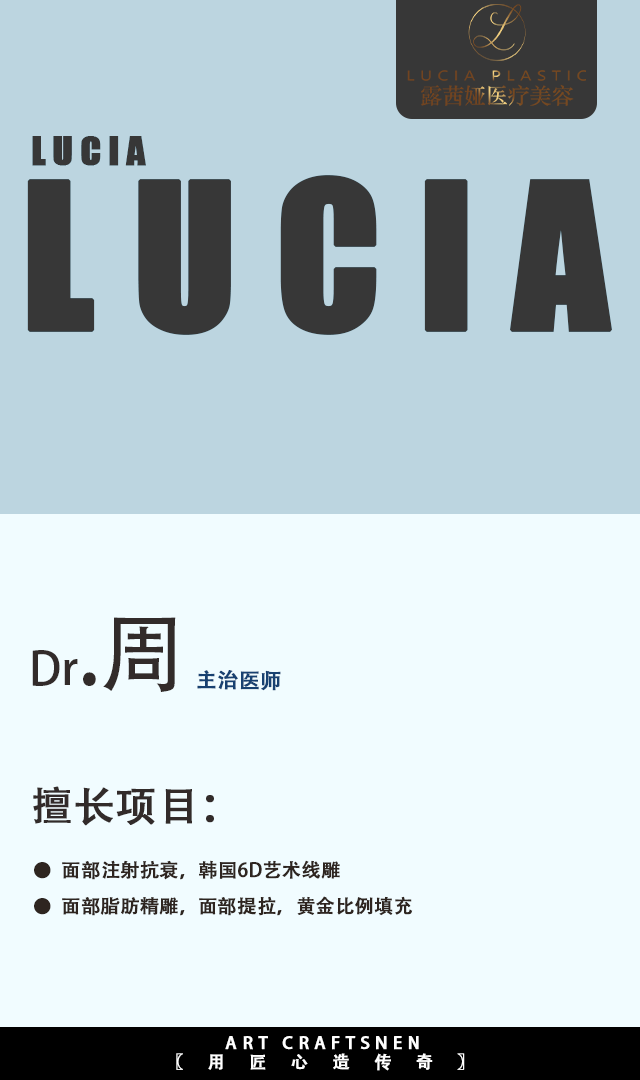 LUCIA PLASTIC
露茜娅医疗美容
LUCIA
LUCIA
Dr.周 主治医师
擅长项目：
● 面部注射抗衰，韩国6D艺术线雕
● 面部脂肪精雕，面部提拉，黄金比例填充
ART CRAFTSNEN
〖 用匠心造传奇 〗